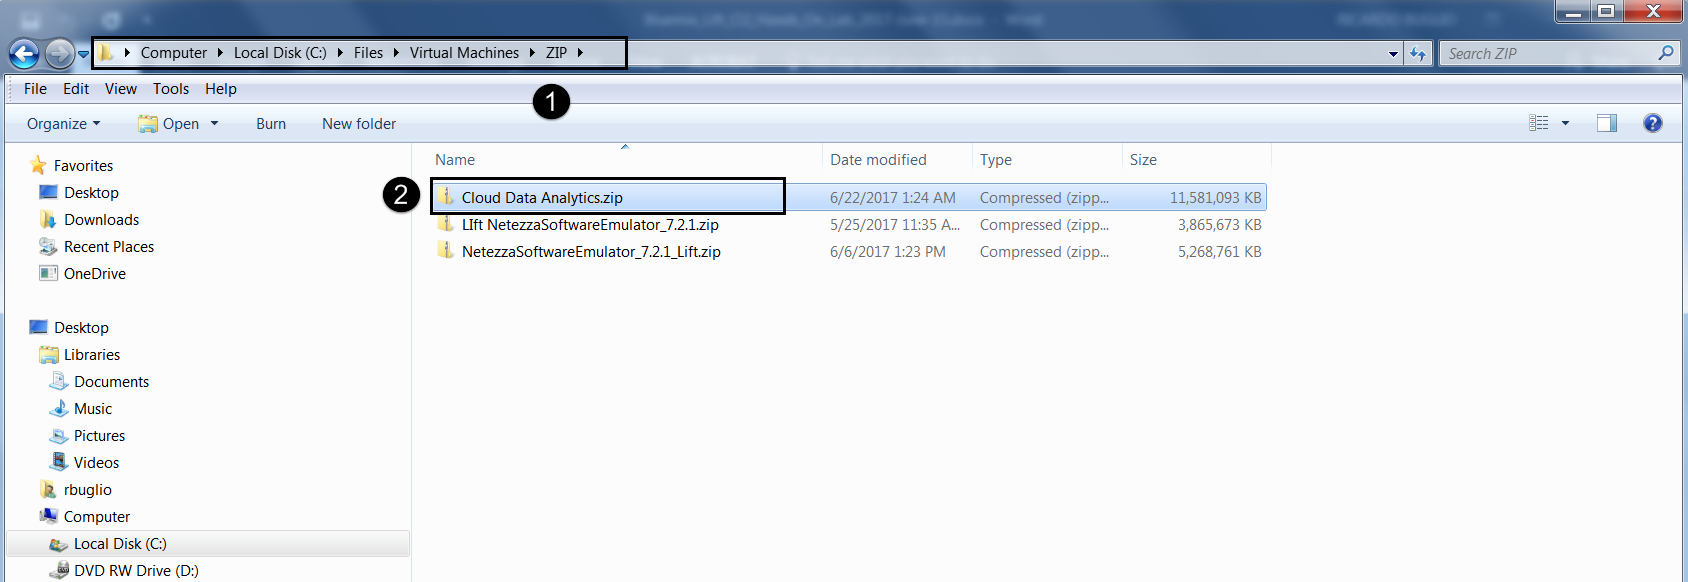 Computer Local Disk (C:) Files Virtual Machines ZIP
Search ZIP
File Edit View Tools Help
1
Organize Open Burn New folder
?
Name Date modified Type Size
2
Cloud Data Analytics.zip 6/22/2017 1:24 AM Compressed (zipp... 11,581,093 KB
LIft NetezzaSoftwareEmulator_7.2.1.zip 5/25/2017 11:35 A... Compressed (zipp... 3,865,673 KB
NetezzaSoftwareEmulator_7.2.1_Lift.zip 6/6/2017 1:23 PM Compressed (zipp... 5,268,761 KB
Favorites
Desktop
Downloads
Recent Places
OneDrive
Desktop
Libraries
Documents
Music
Pictures
Videos
rbuglio
Computer
Local Disk (C:)
DVD RW Drive (D:)